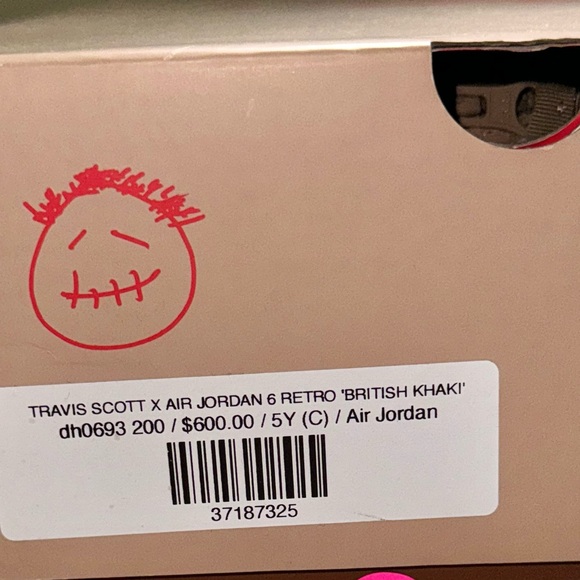 TRAVIS SCOTT X AIR JORDAN 6 RETRO 'BRITISH KHAKI'
dh0693 200 / $600.00 / 5Y (C) / Air Jordan
37187325